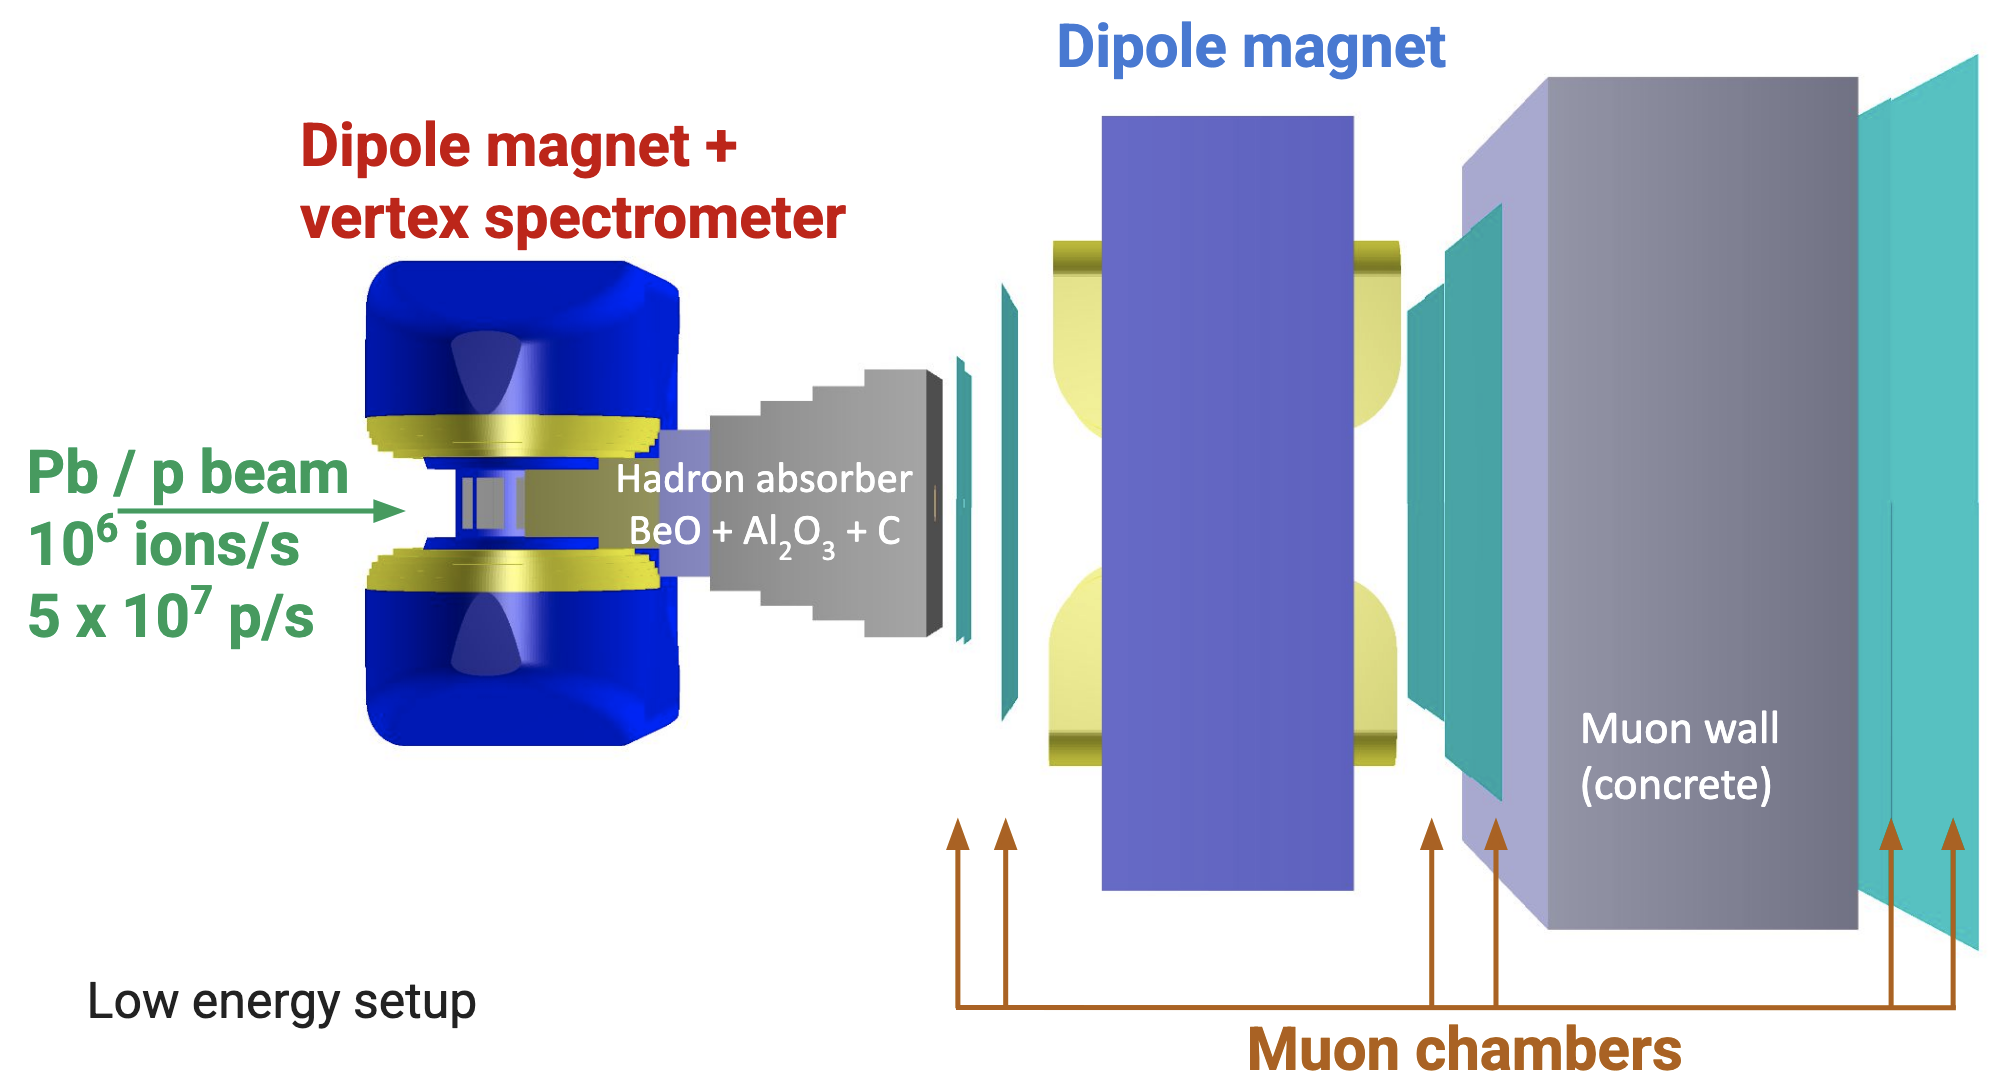 Dipole magnet
Dipole magnet +
vertex spectrometer
Pb / p beam
10⁶ ions/s
5 x 10⁷ p/s
Hadron absorber
BeO + Al₂O₃ + C
Muon wall
(concrete)
Low energy setup
Muon chambers